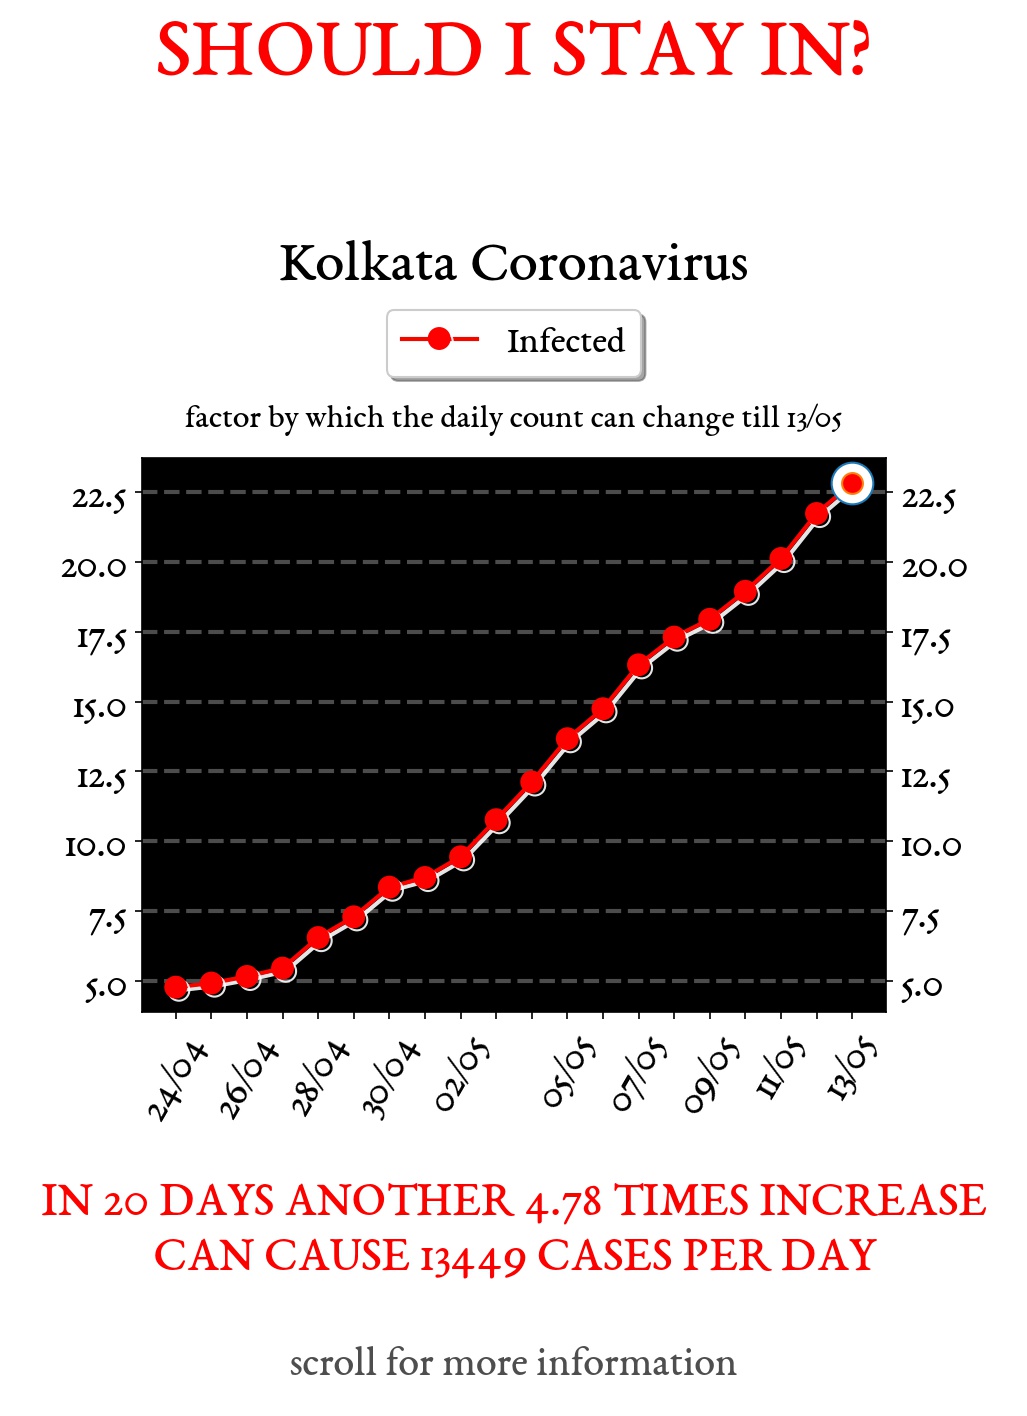 SHOULD I STAY IN?
Kolkata Coronavirus
Infected
factor by which the daily count can change till 13/05
22.5 22.5
20.0 20.0
17.5 17.5
15.0 15.0
12.5 12.5
10.0 10.0
7.5 7.5
5.0 5.0
24/04 26/04 28/04 30/04 02/05 05/05 07/05 09/05 11/05 13/05
IN 20 DAYS ANOTHER 4.78 TIMES INCREASE
CAN CAUSE 13449 CASES PER DAY
scroll for more information